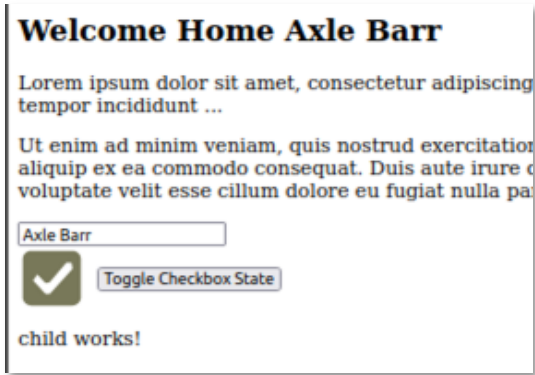 Welcome Home Axle Barr
Lorem ipsum dolor sit amet, consectetur adipiscing
tempor incididunt ...
Ut enim ad minim veniam, quis nostrud exercitation
aliquip ex ea commodo consequat. Duis aute irure
voluptate velit esse cillum dolore eu fugiat nulla
Axle Barr
Toggle Checkbox State
child works!